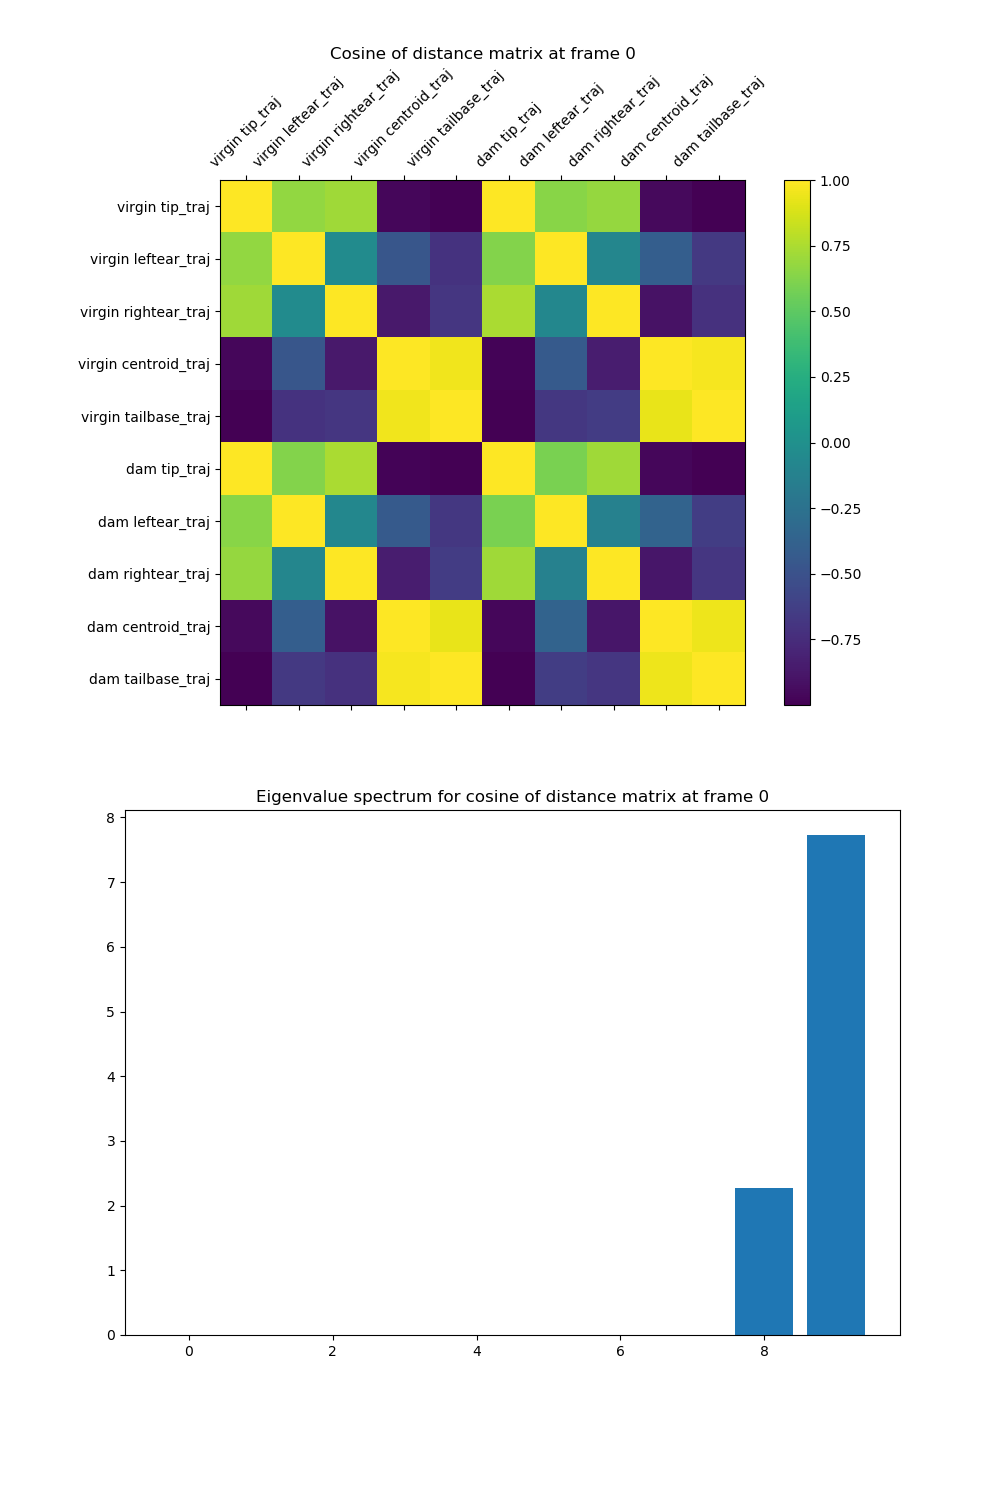 Cosine of distance matrix at frame 0
virgin tip_traj
virgin leftear_traj
virgin rightear_traj
virgin centroid_traj
virgin tailbase_traj
dam tip_traj
dam leftear_traj
dam rightear_traj
dam centroid_traj
dam tailbase_traj
virgin tip_traj
virgin leftear_traj
virgin rightear_traj
virgin centroid_traj
virgin tailbase_traj
dam tip_traj
dam leftear_traj
dam rightear_traj
dam centroid_traj
dam tailbase_traj
1.00
0.75
0.50
0.25
0.00
−0.25
−0.50
−0.75
Eigenvalue spectrum for cosine of distance matrix at frame 0
8
7
6
5
4
3
2
1
0
0 2 4 6 8